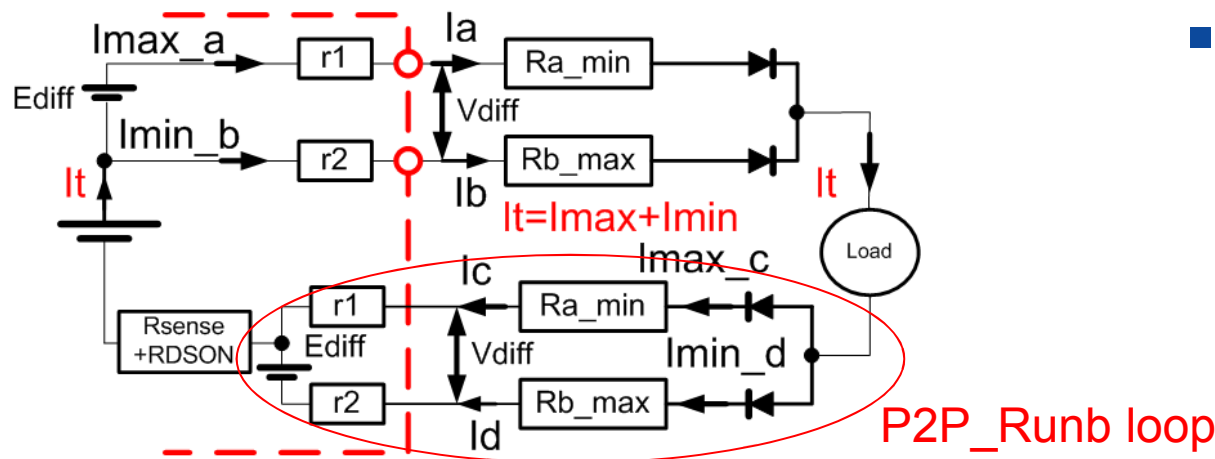 Imax_a
r1
Ia
Ra_min
Ediff
Vdiff
Imin_b
r2
Ib
Rb_max
It
It
It=Imax+Imin
Load
Ic
Imax_c
r1
Ra_min
Rsense
+RDSON
Ediff
Vdiff
Imin_d
r2
Id
Rb_max
P2P_Runb loop